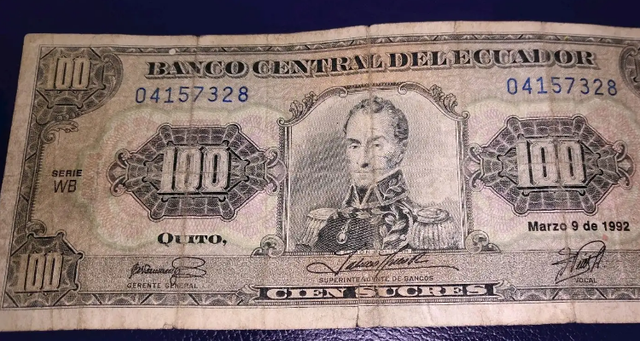 100
BANCO CENTRAL DEL ECUADOR
04157328 04157328
100 100
SERIE
WB
QUITO, Marzo 9 de 1992
100
GERENTE GENERAL SUPERINTENDENTE DE BANCOS VOCAL
CIEN SUCRES